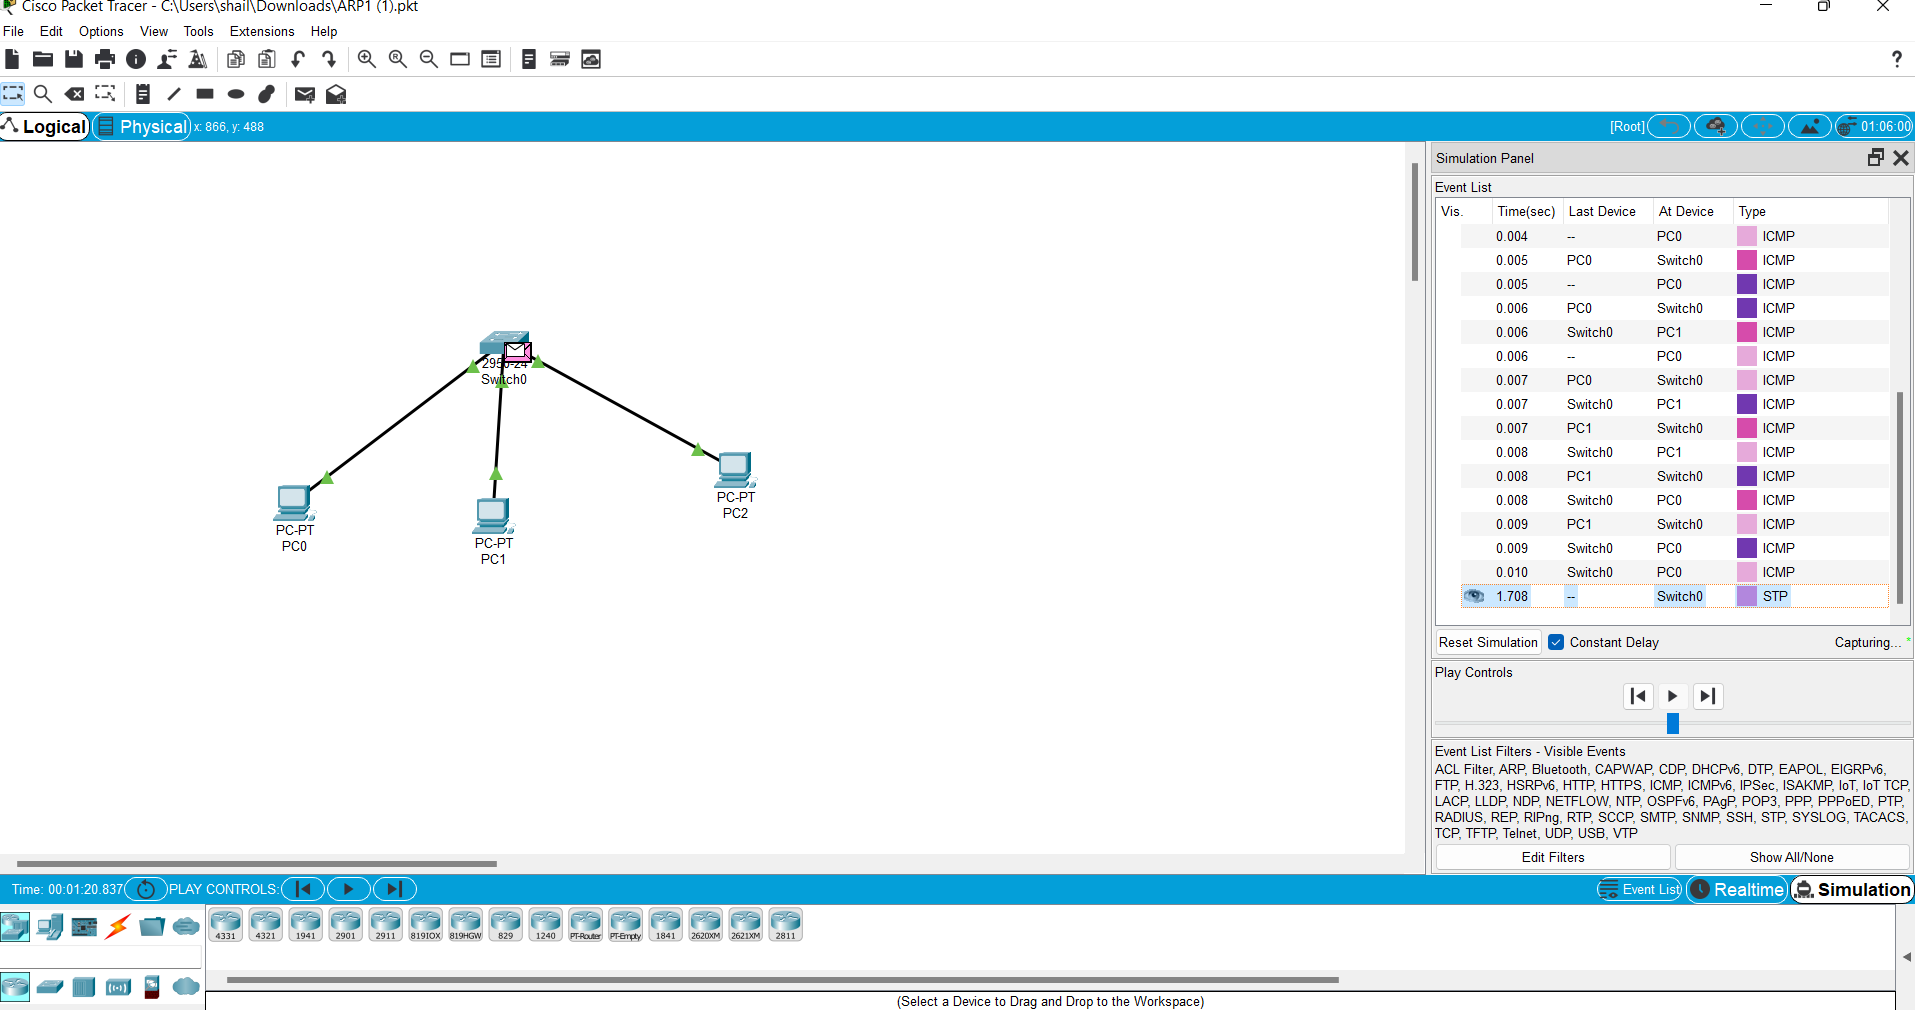 Cisco Packet Tracer - C:\Users\shail\Downloads\ARP1 (1).pkt
File Edit Options View Tools Extensions Help
?
Logical Physical x: 866, y: 488 [Root] 01:06:00
Simulation Panel
Event List
Vis. Time(sec) Last Device At Device Type
0.004 -- PC0 ICMP
0.005 PC0 Switch0 ICMP
0.005 -- PC0 ICMP
0.006 PC0 Switch0 ICMP
0.006 Switch0 PC1 ICMP
0.006 -- PC0 ICMP
0.007 PC0 Switch0 ICMP
0.007 Switch0 PC1 ICMP
0.007 PC1 Switch0 ICMP
0.008 Switch0 PC1 ICMP
0.008 PC1 Switch0 ICMP
0.008 Switch0 PC0 ICMP
0.009 PC1 Switch0 ICMP
0.009 Switch0 PC0 ICMP
0.010 Switch0 PC0 ICMP
1.708 -- Switch0 STP
2950-24
Switch0
PC-PT
PC0
PC-PT
PC1
PC-PT
PC2
Reset Simulation Constant Delay Capturing... *
Play Controls
Event List Filters - Visible Events
ACL Filter, ARP, Bluetooth, CAPWAP, CDP, DHCPv6, DTP, EAPOL, EIGRPv6,
FTP, H.323, HSRPv6, HTTP, HTTPS, ICMP, ICMPv6, IPSec, ISAKMP, IoT, IoT TCP,
LACP, LLDP, NDP, NETFLOW, NTP, OSPFv6, PAgP, POP3, PPP, PPPoED, PTP,
RADIUS, REP, RIPng, RTP, SCCP, SMTP, SNMP, SSH, STP, SYSLOG, TACACS,
TCP, TFTP, Telnet, UDP, USB, VTP
Edit Filters Show All/None
Time: 00:01:20.837 PLAY CONTROLS: Event List Realtime Simulation
4331 4321 1941 2901 2911 819IOX 819HGW 829 1240 PT-Router PT-Empty 1841 2620XM 2621XM 2811
(Select a Device to Drag and Drop to the Workspace)